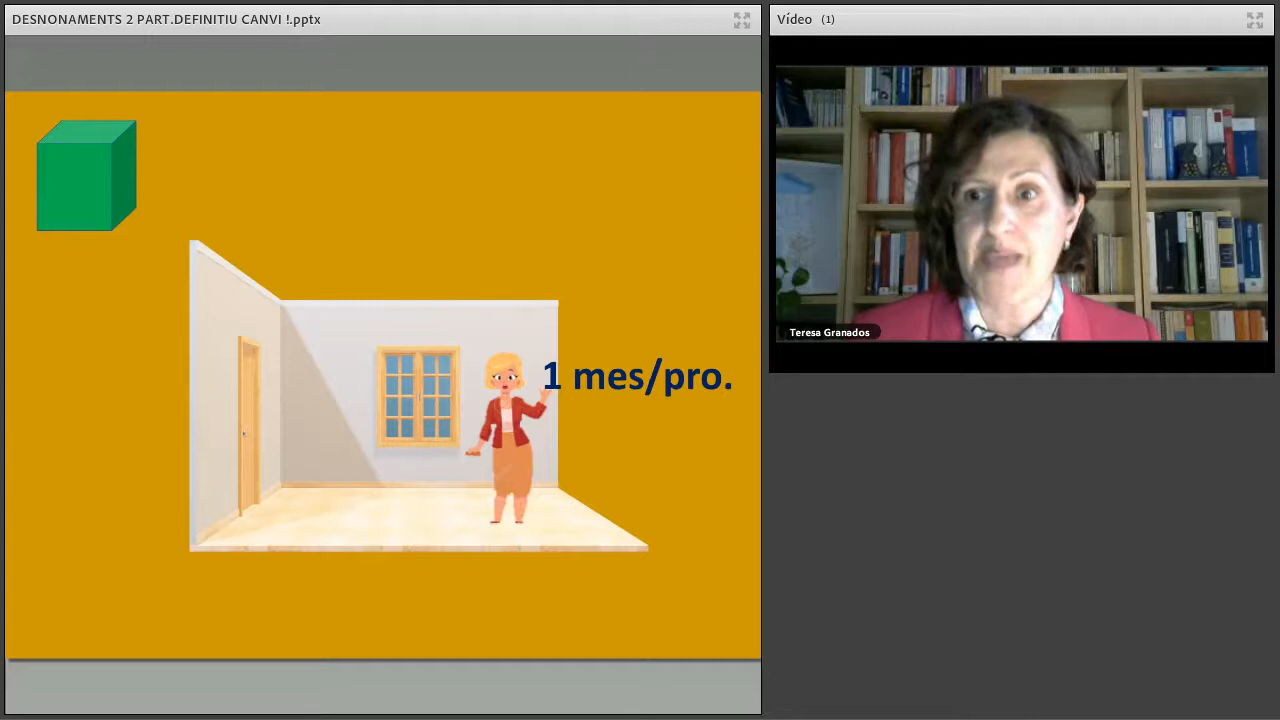 DESNONAMENTS 2 PART.DEFINITIU CANVI !.pptx
Vídeo (1)
1 mes/pro.
Teresa Granados